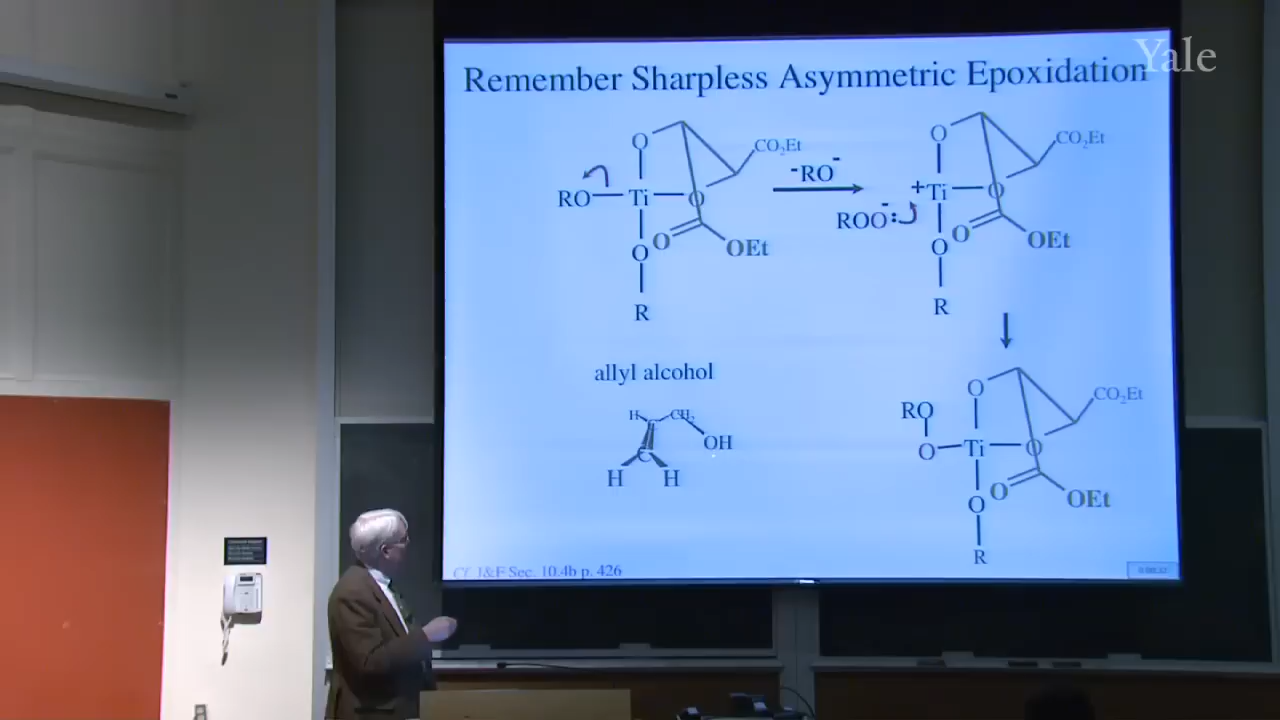 Yale
Remember Sharpless Asymmetric Epoxidation
O
CO₂Et
RO
Ti
O
O
O
OEt
R
-RO⁻
ROO⁻:
O
CO₂Et
+Ti
O
O
O
OEt
R
allyl alcohol
H
CH₂
C
OH
H
H
O
CO₂Et
RO
O
Ti
O
O
O
OEt
R
Cf. J&F Sec. 10.4b p. 426